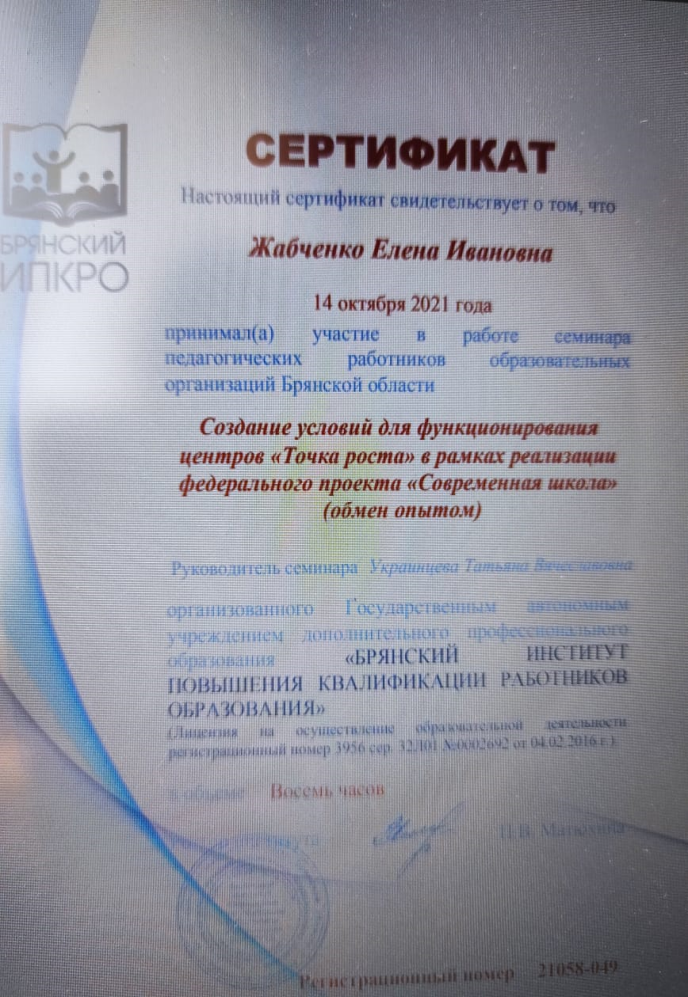 БРЯНСКИЙ
ИПКРО
СЕРТИФИКАТ
Настоящий сертификат свидетельствует о том, что
Жабченко Елена Ивановна
14 октября 2021 года
принимал(а) участие в работе семинара
педагогических работников образовательных
организаций Брянской области
Создание условий для функционирования
центров «Точка роста» в рамках реализации
федерального проекта «Современная школа»
(обмен опытом)
Руководитель семинара Украинцева Татьяна Вячеславовна
организованного Государственным автономным
учреждением дополнительного профессионального
образования «БРЯНСКИЙ ИНСТИТУТ
ПОВЫШЕНИЯ КВАЛИФИКАЦИИ РАБОТНИКОВ
ОБРАЗОВАНИЯ»
(Лицензия на осуществление образовательной деятельности
регистрационный номер 3956 сер. 32Л01 №0002692 от 04.02.2016 г.)
в объеме Восемь часов
института Матюхина
Регистрационный номер 21058-049